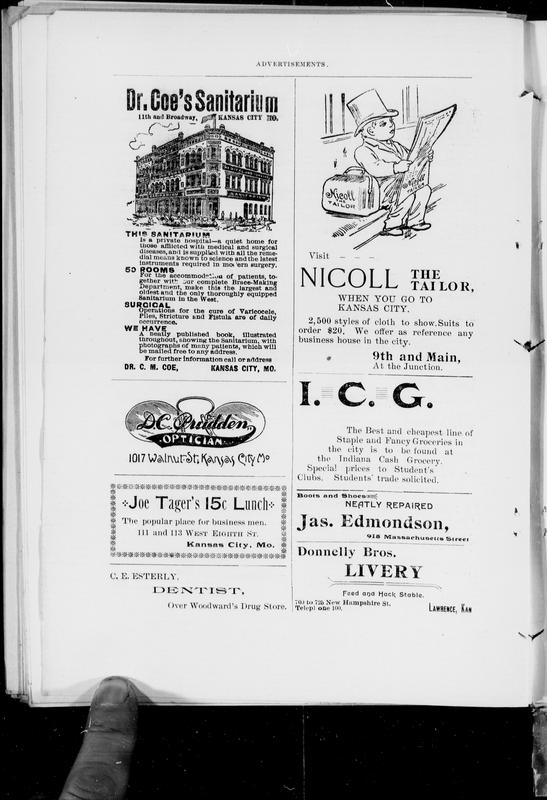 ADVERTISEMENTS.
Dr. Coe's Sanitarium
11th and Broadway, KANSAS CITY MO.
THIS SANITARIUM
Is a private hospital—a quiet home for
those afflicted with medical and surgical
diseases, and is supplied with all the reme-
dial means known to science and the latest
instruments required in modern surgery.
50 ROOMS
For the accommodation of patients, to-
gether with our complete Brace-Making
Department, make this the largest and
oldest and the only thoroughly equipped
Sanitarium in the West.
SURGICAL
Operations for the cure of Varicocele,
Piles, Stricture and Fistula are of daily
occurrence.
WE HAVE
A neatly published book, illustrated
throughout, showing the Sanitarium, with
photographs of many patients, which will
be mailed free to any address.
For further information call or address
DR. C. M. COE, KANSAS CITY, MO.
D.C. Prudden
OPTICIAN
1017 Walnut St, Kansas City Mo
Joe Tager's 15c Lunch
The popular place for business men.
111 and 113 WEST EIGHTH ST.
Kansas City, Mo.
C. E. ESTERLY,
DENTIST,
Over Woodward's Drug Store.
Nicoll
THE
TAILOR
Nicoll
Visit – – –
NICOLL THE
TAILOR,
WHEN YOU GO TO
KANSAS CITY.
2,500 styles of cloth to show. Suits to
order $20. We offer as reference any
business house in the city.
9th and Main,
At the Junction.
I. C. G.
The Best and cheapest line of
Staple and Fancy Groceries in
the city is to be found at
the Indiana Cash Grocery.
Special prices to Student's
Clubs. Students' trade solicited.
Boots and Shoes
NEATLY REPAIRED
Jas. Edmondson,
915 Massachusetts Street
Donnelly Bros.
LIVERY
Feed and Hack Stable.
700 to 725 New Hampshire St.
Telephone 100. LAWRENCE, KAN